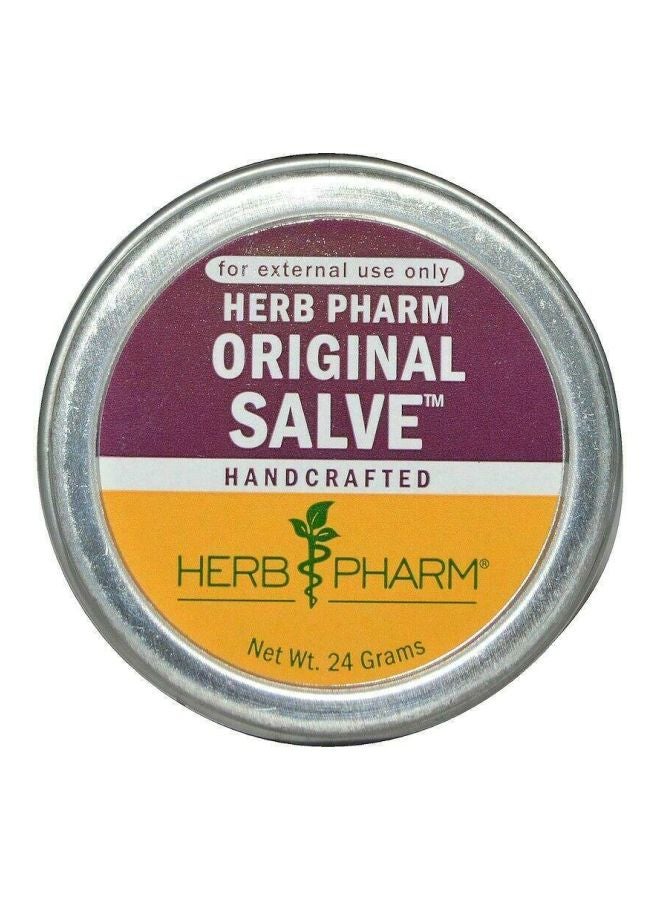 for external use only
HERB PHARM
ORIGINAL
SALVE™
HANDCRAFTED
HERB PHARM®
Net Wt. 24 Grams